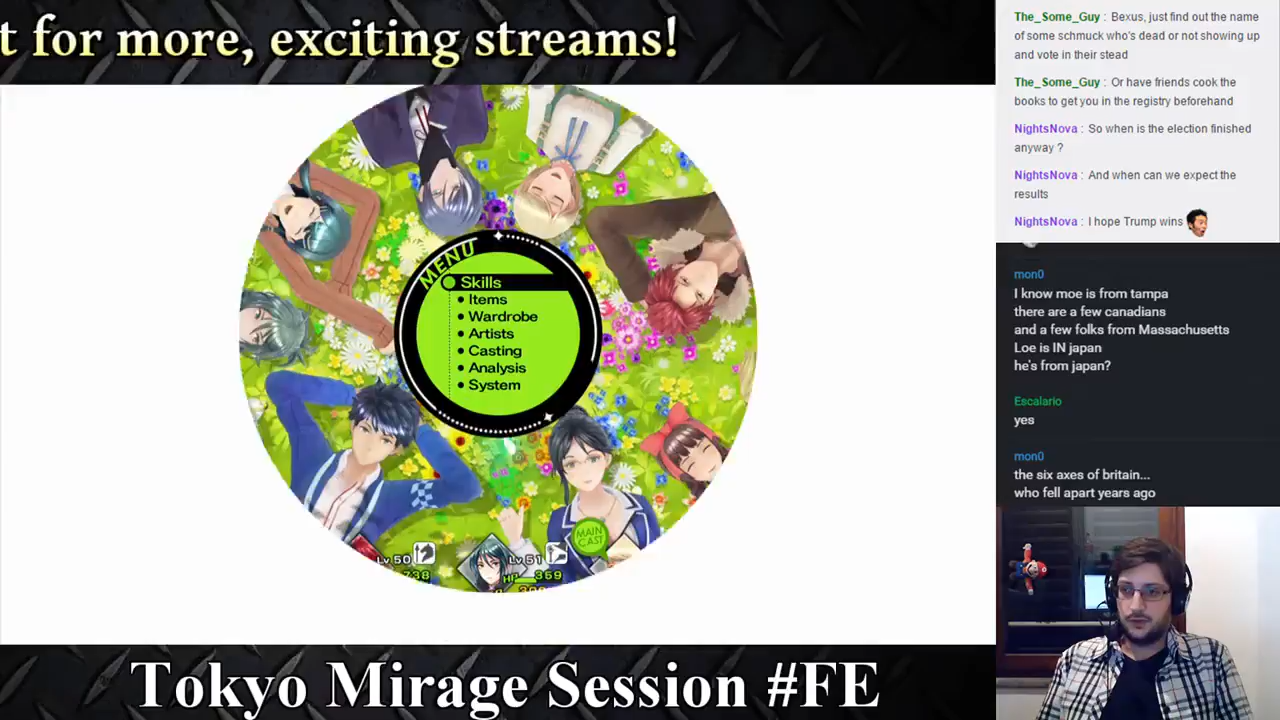 t for more, exciting streams!
MENU
Skills
Items
Wardrobe
Artists
Casting
Analysis
System
MAIN
CAST
Lv 50
738
Lv 51
HP 359
Tokyo Mirage Session #FE
The_Some_Guy : Bexus, just find out the name
of some schmuck who's dead or not showing up
and vote in their stead
The_Some_Guy : Or have friends cook the
books to get you in the registry beforehand
NightsNova : So when is the election finished
anyway ?
NightsNova : And when can we expect the
results
NightsNova : I hope Trump wins
mon0
I know moe is from tampa
there are a few canadians
and a few folks from Massachusetts
Loe is IN japan
he's from japan?
Escalario
yes
mon0
the six axes of britain...
who fell apart years ago